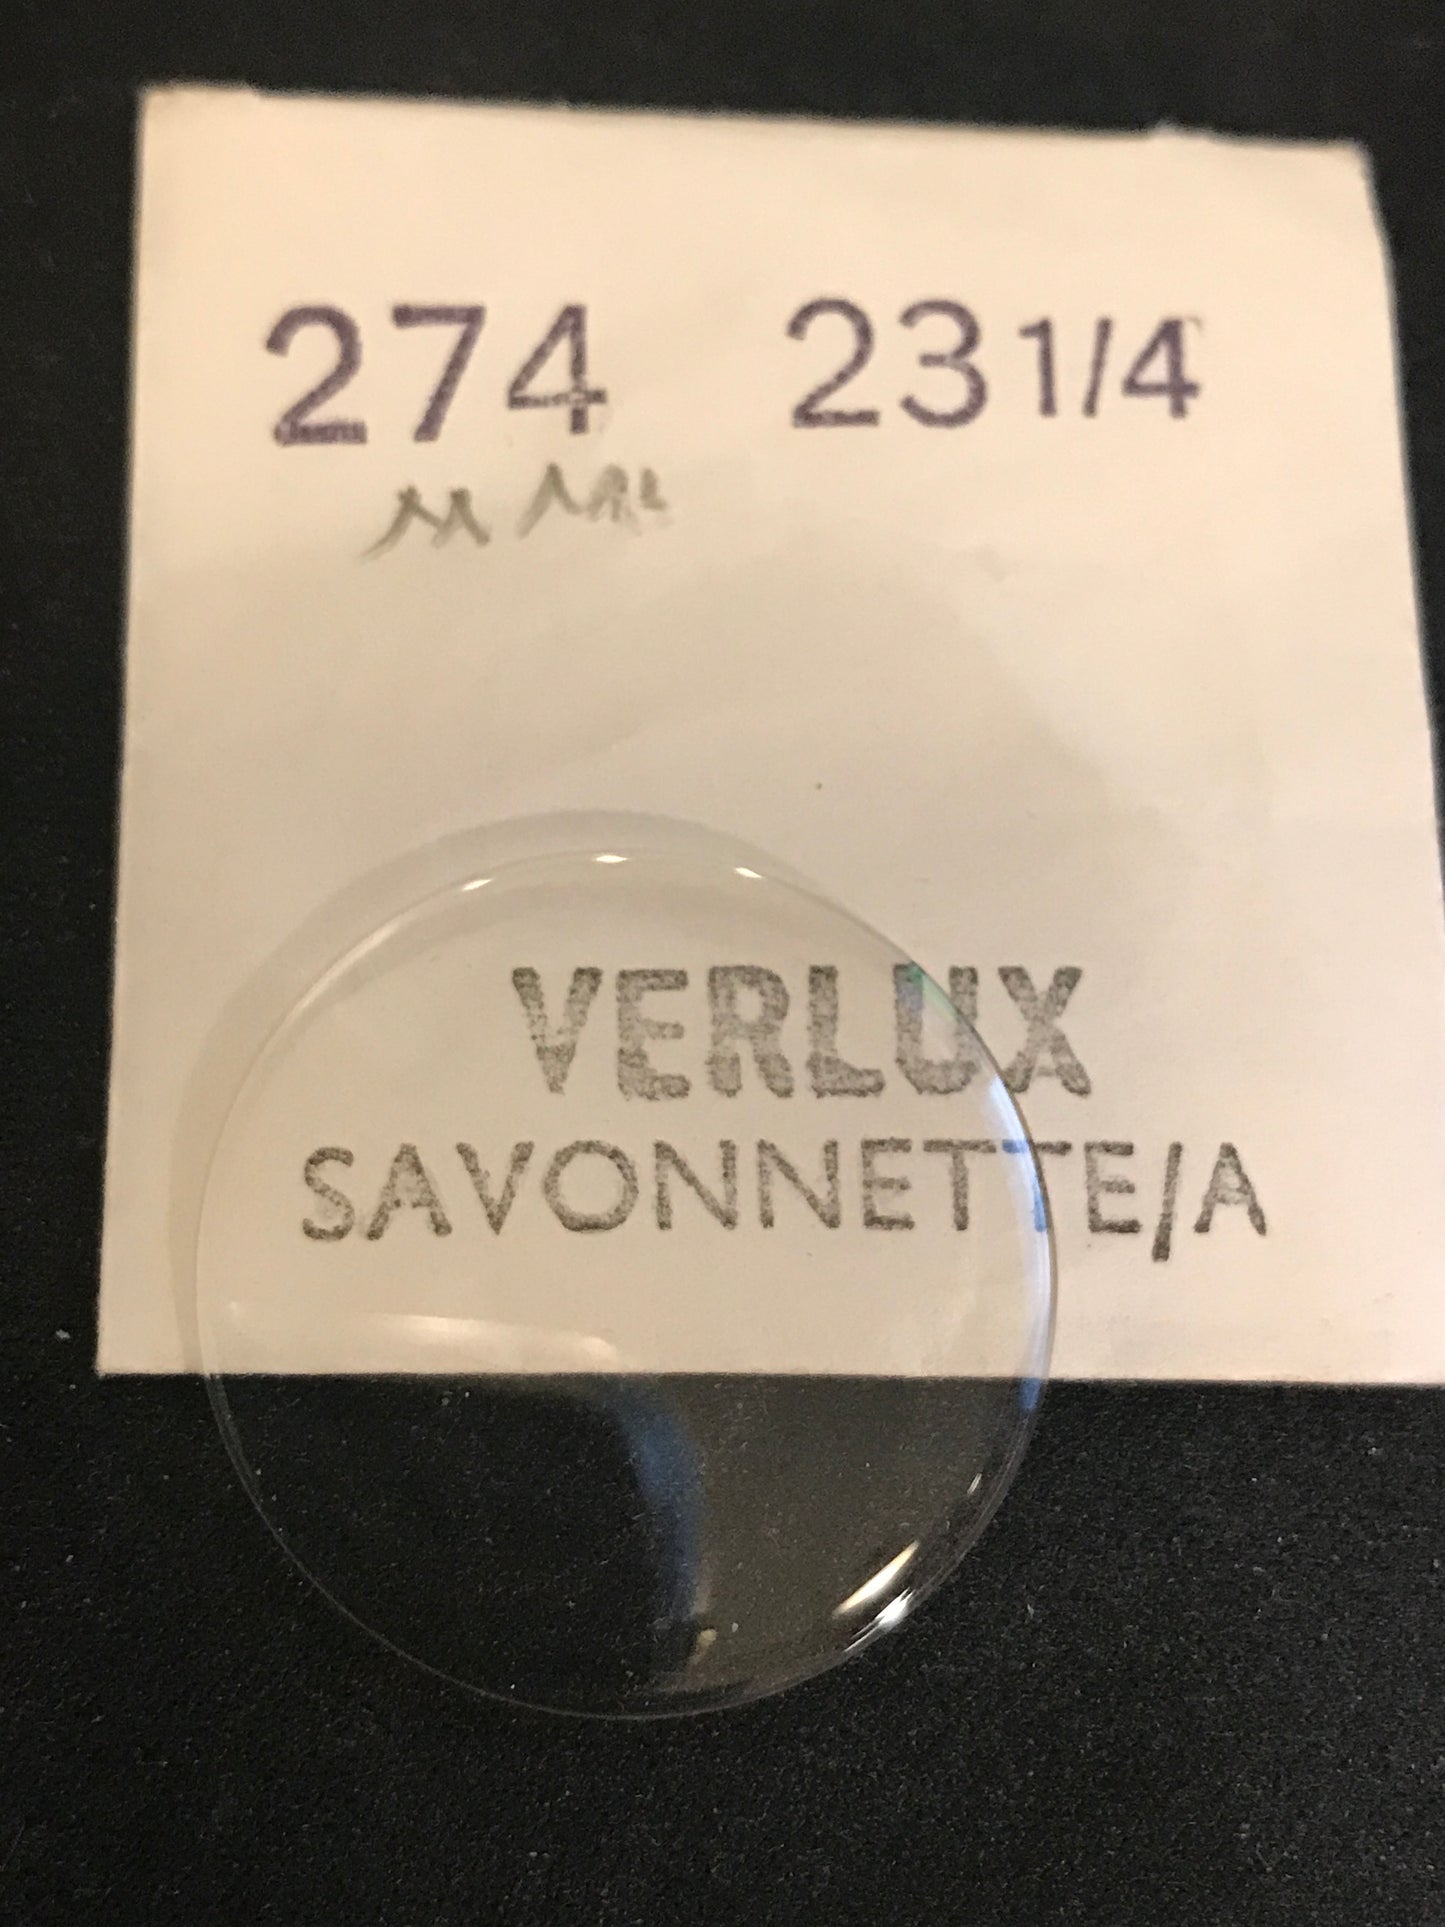 274 23 1/4
VERLUX
SAVONNETTE/A